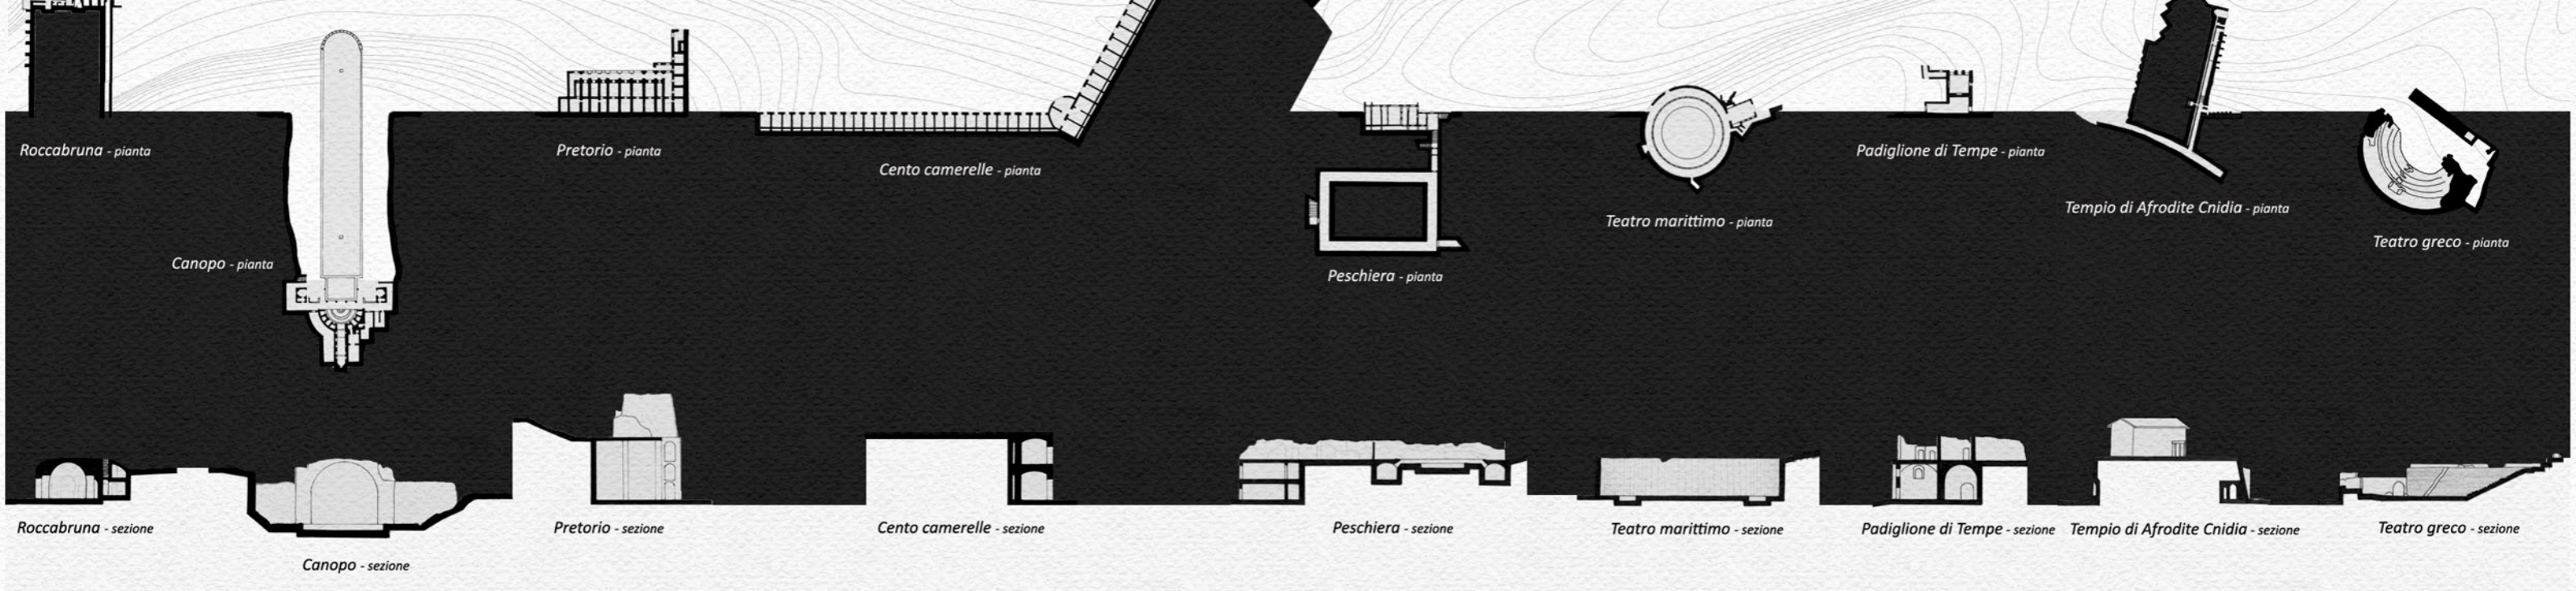 Roccabruna - pianta
Canopo - pianta
Pretorio - pianta
Cento camerelle - pianta
Peschiera - pianta
Teatro marittimo - pianta
Padiglione di Tempe - pianta
Tempio di Afrodite Cnidia - pianta
Teatro greco - pianta
Roccabruna - sezione
Canopo - sezione
Pretorio - sezione
Cento camerelle - sezione
Peschiera - sezione
Teatro marittimo - sezione
Padiglione di Tempe - sezione
Tempio di Afrodite Cnidia - sezione
Teatro greco - sezione